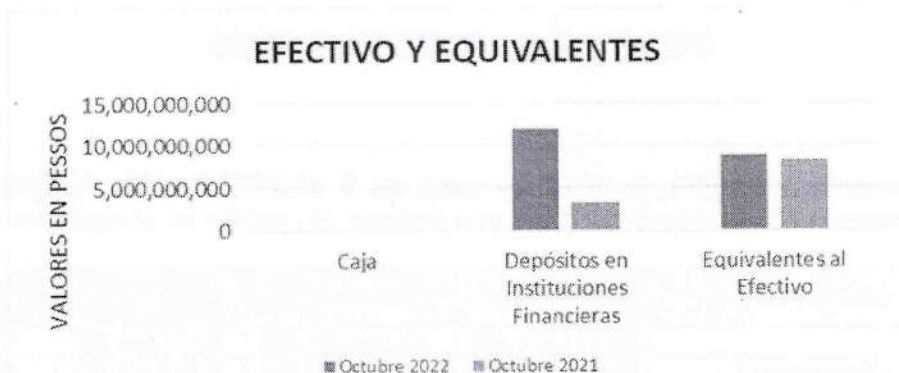 EFECTIVO Y EQUIVALENTES
VALORES EN PESSOS
15,000,000,000
10,000,000,000
5,000,000,000
0
Caja
Depósitos en
Instituciones
Financieras
Equivalentes al
Efectivo
Octubre 2022
Octubre 2021